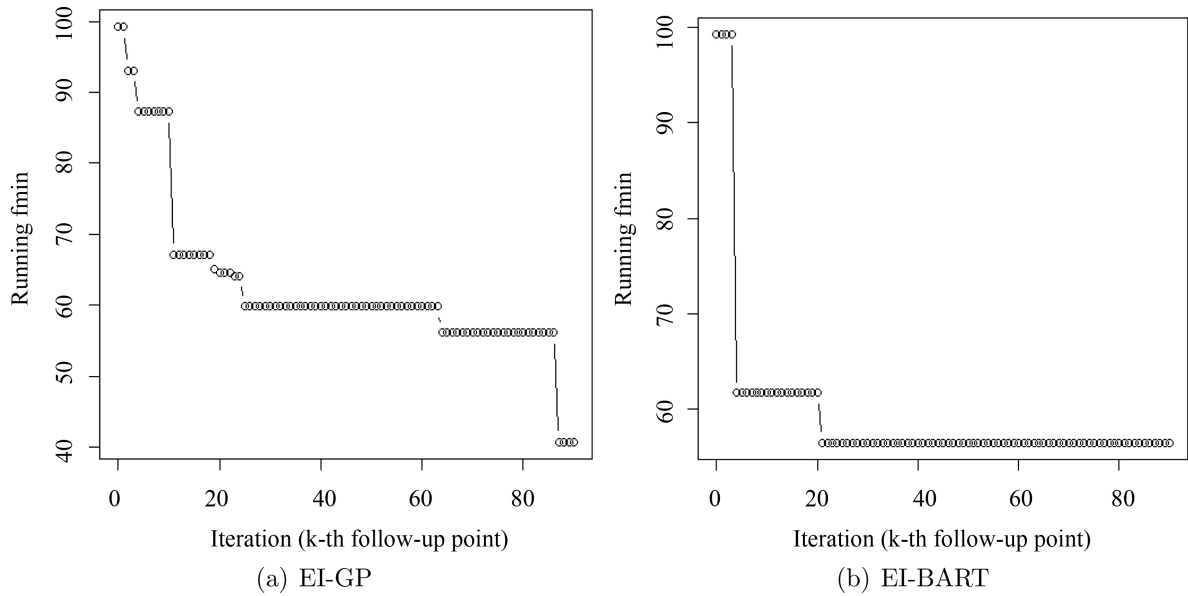 100
90
80
70
60
50
40
Running fmin
0 20 40 60 80
Iteration (k-th follow-up point)
(a) EI-GP
100
90
80
70
60
Running fmin
0 20 40 60 80
Iteration (k-th follow-up point)
(b) EI-BART